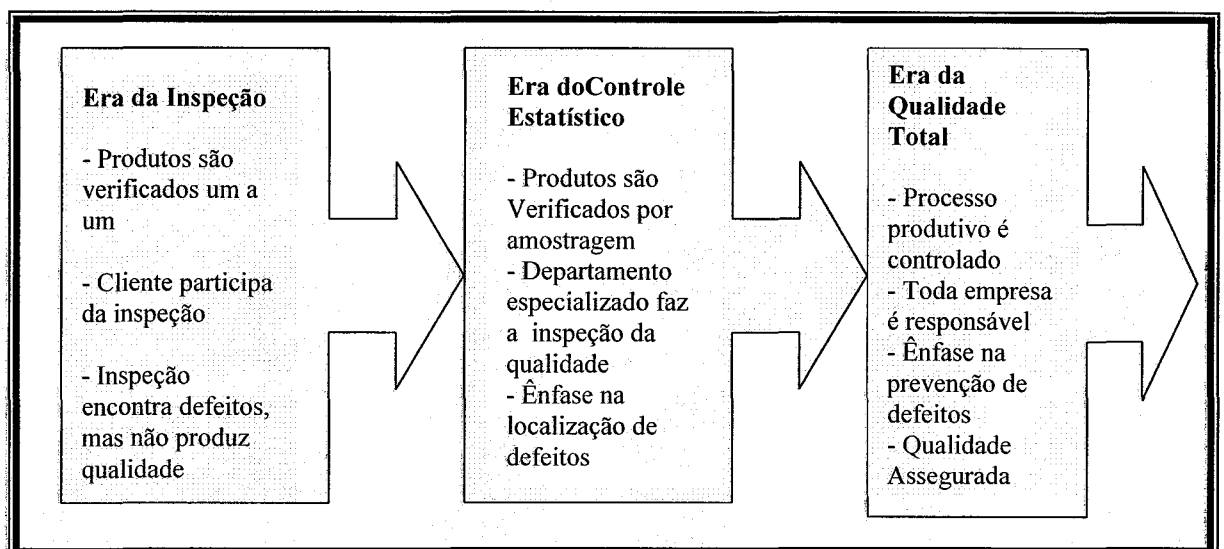 Era da Inspeção
- Produtos são
verificados um a
um
- Cliente participa
da inspeção
- Inspeção
encontra defeitos,
mas não produz
qualidade
Era doControle
Estatístico
- Produtos são
Verificados por
amostragem
- Departamento
especializado faz
a inspeção da
qualidade
- Ênfase na
localização de
defeitos
Era da
Qualidade
Total
- Processo
produtivo é
controlado
- Toda empresa
é responsável
- Ênfase na
prevenção de
defeitos
- Qualidade
Assegurada